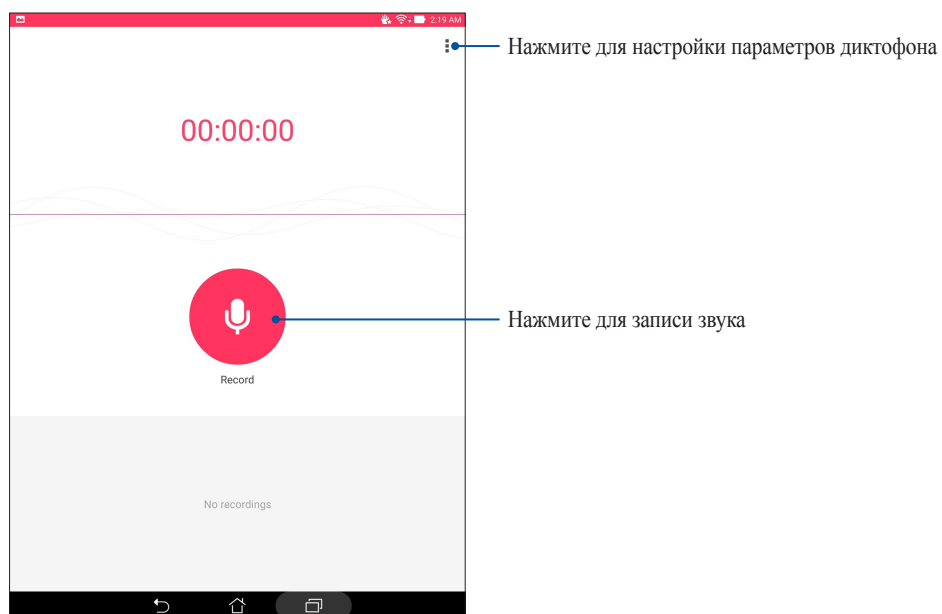 2:19 AM
Нажмите для настройки параметров диктофона
00:00:00
Нажмите для записи звука
Record
No recordings